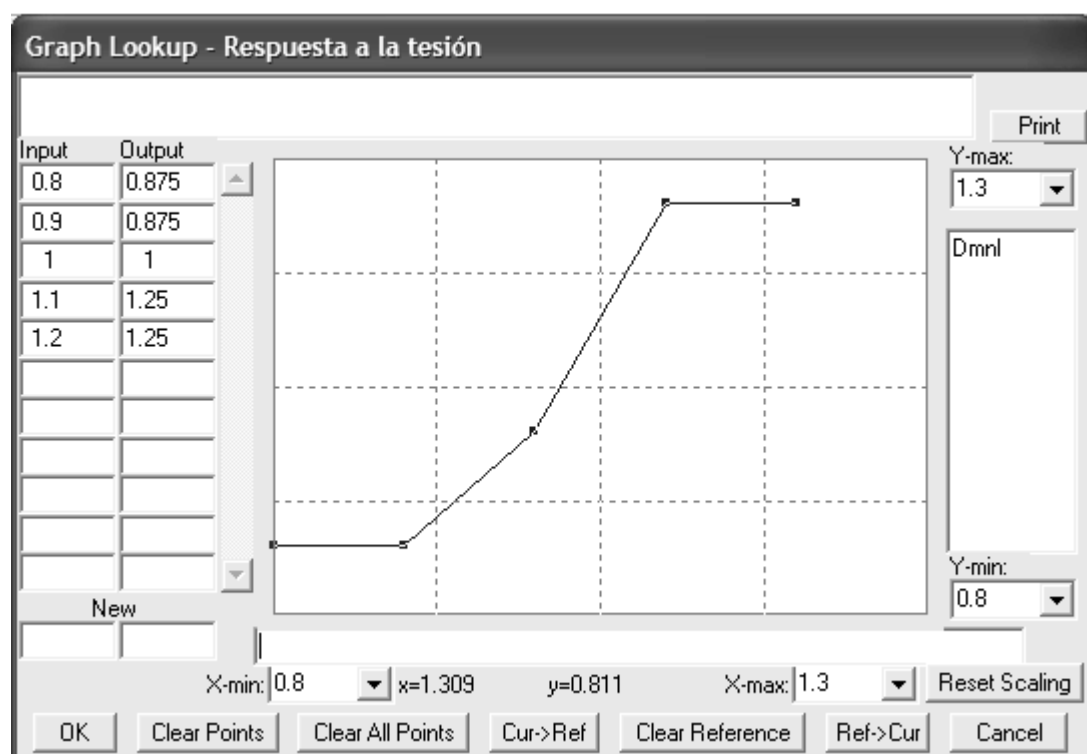 Graph Lookup - Respuesta a la tesión
Print
Input Output
0.8 0.875
0.9 0.875
1 1
1.1 1.25
1.2 1.25
New
Y-max:
1.3
Dmnl
Y-min:
0.8
X-min: 0.8 x=1.309 y=0.811 X-max: 1.3 Reset Scaling
OK Clear Points Clear All Points Cur->Ref Clear Reference Ref->Cur Cancel